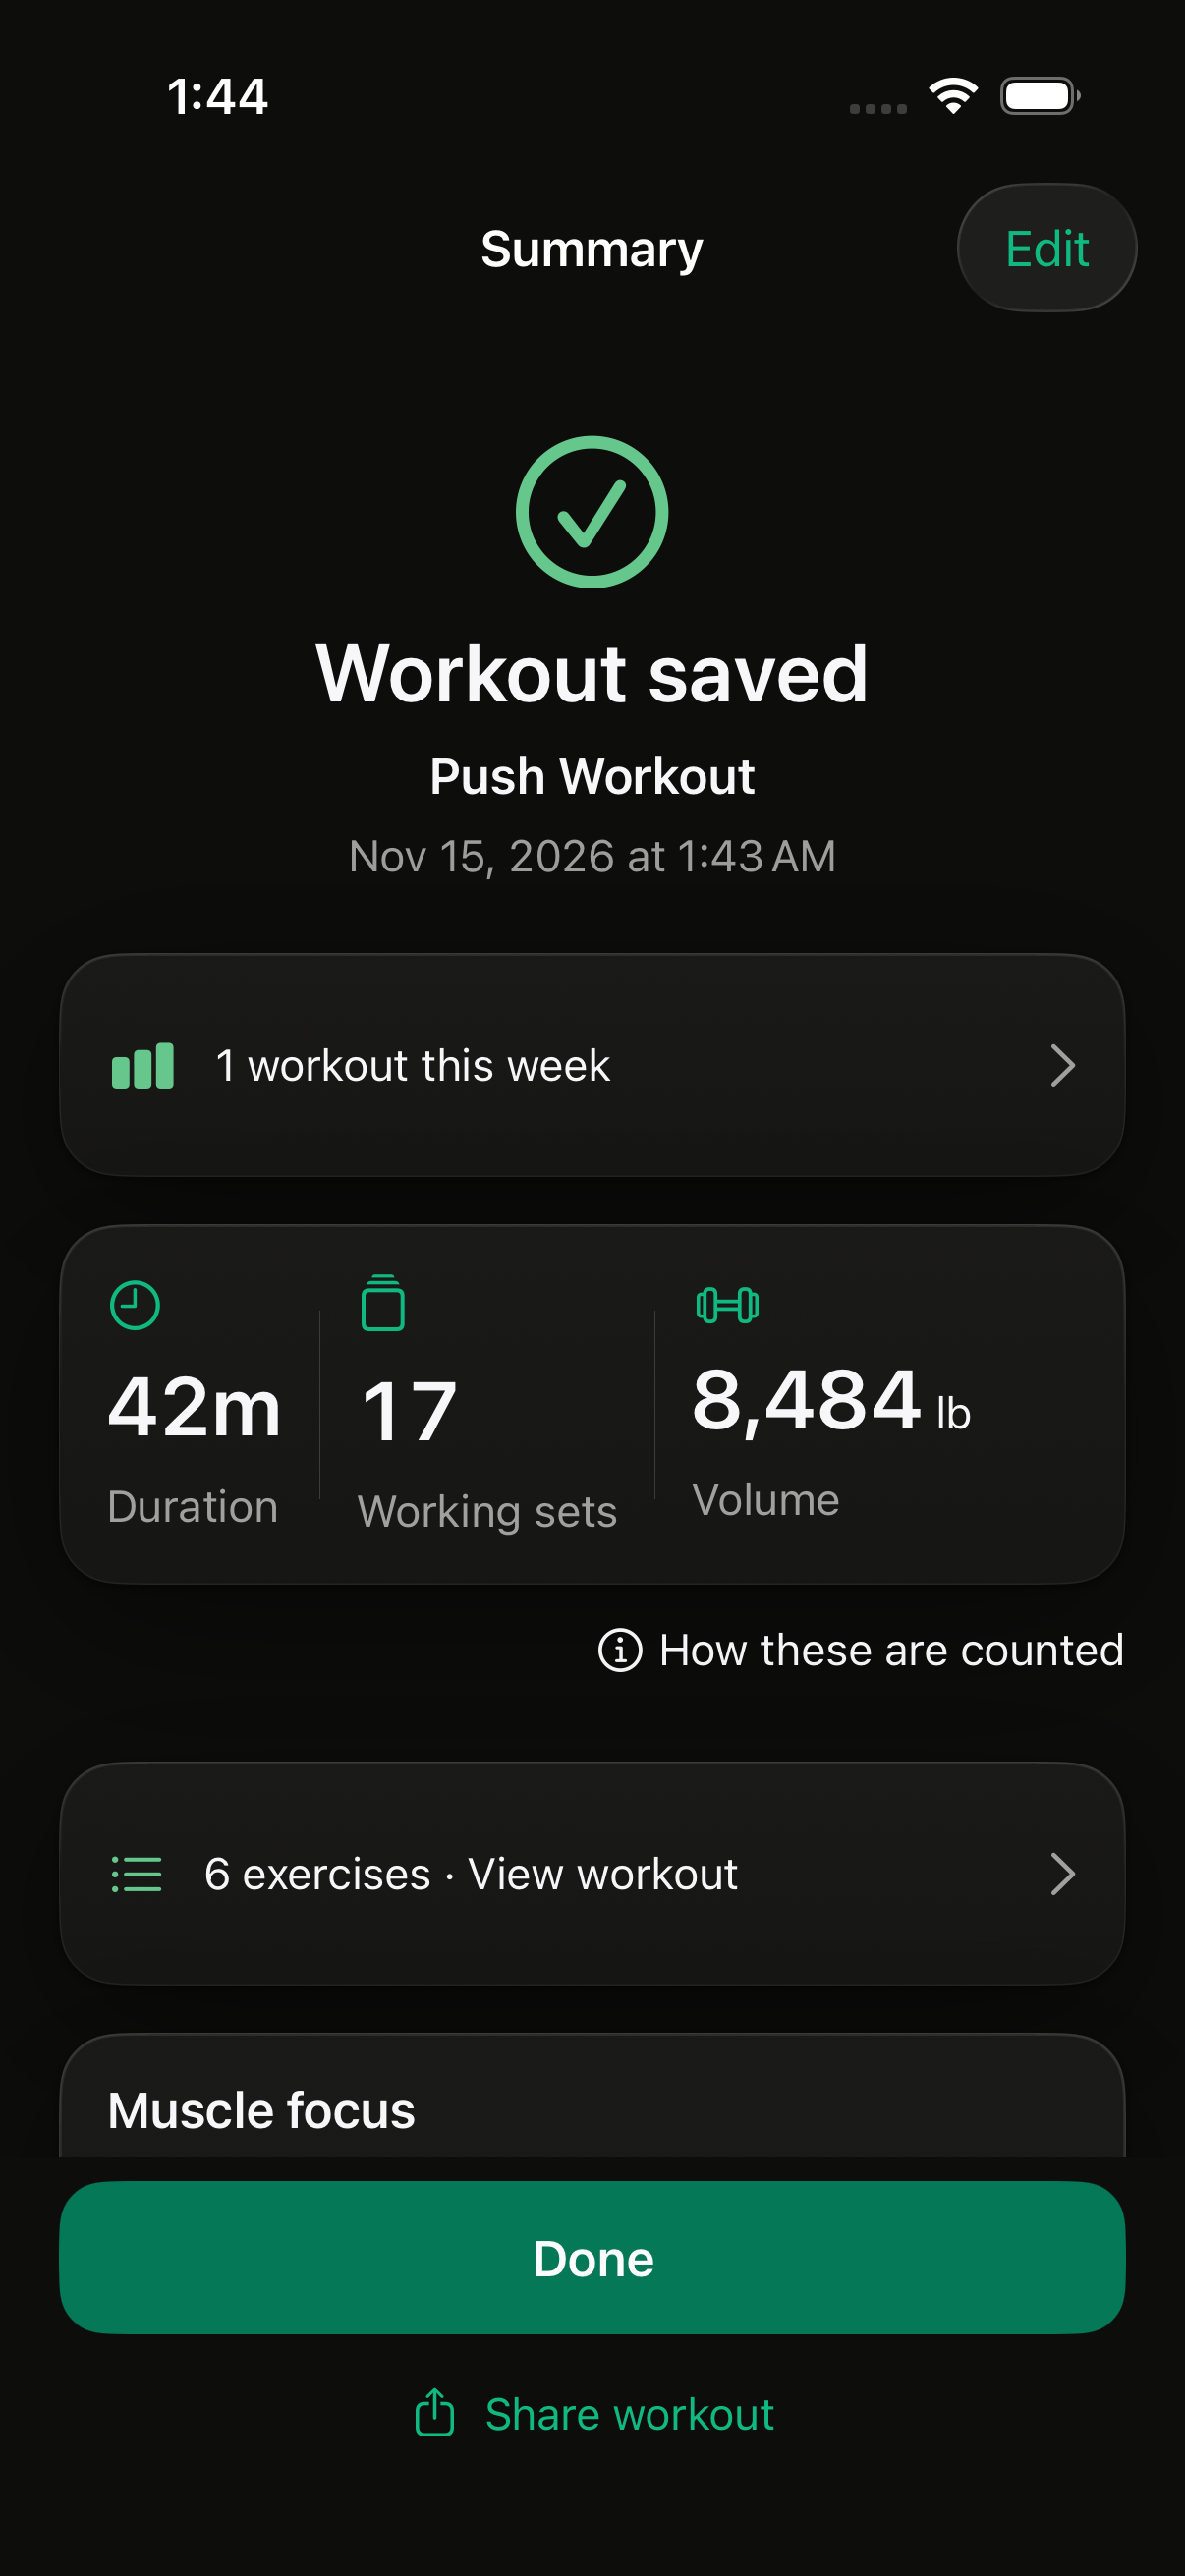 1:44
Summary
Edit
Workout saved
Push Workout
Nov 15, 2026 at 1:43 AM
1 workout this week
42m
Duration
17
Working sets
8,484 lb
Volume
How these are counted
6 exercises · View workout
Muscle focus
Done
Share workout